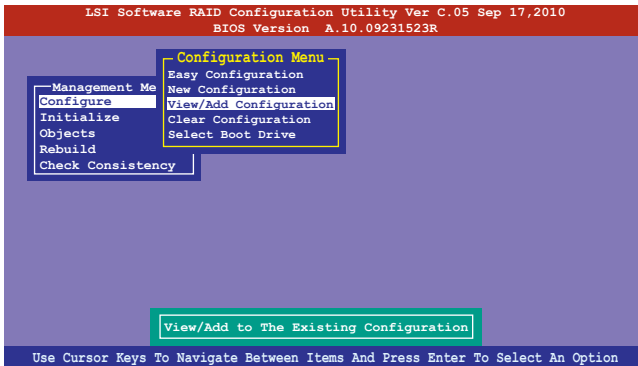 LSI Software RAID Configuration Utility Ver C.05 Sep 17,2010
BIOS Version A.10.09231523R
Management Me
Configure
Initialize
Objects
Rebuild
Check Consistency
Configuration Menu
Easy Configuration
New Configuration
View/Add Configuration
Clear Configuration
Select Boot Drive
View/Add to The Existing Configuration
Use Cursor Keys To Navigate Between Items And Press Enter To Select An Option